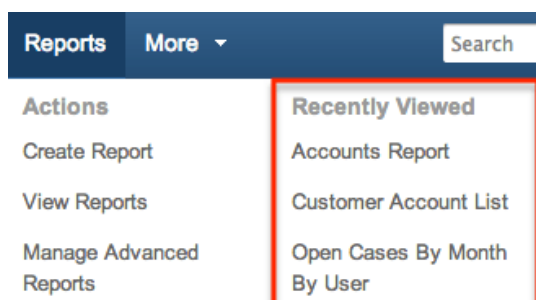 Reports More
Search
Actions
Create Report
View Reports
Manage Advanced
Reports
Recently Viewed
Accounts Report
Customer Account List
Open Cases By Month
By User